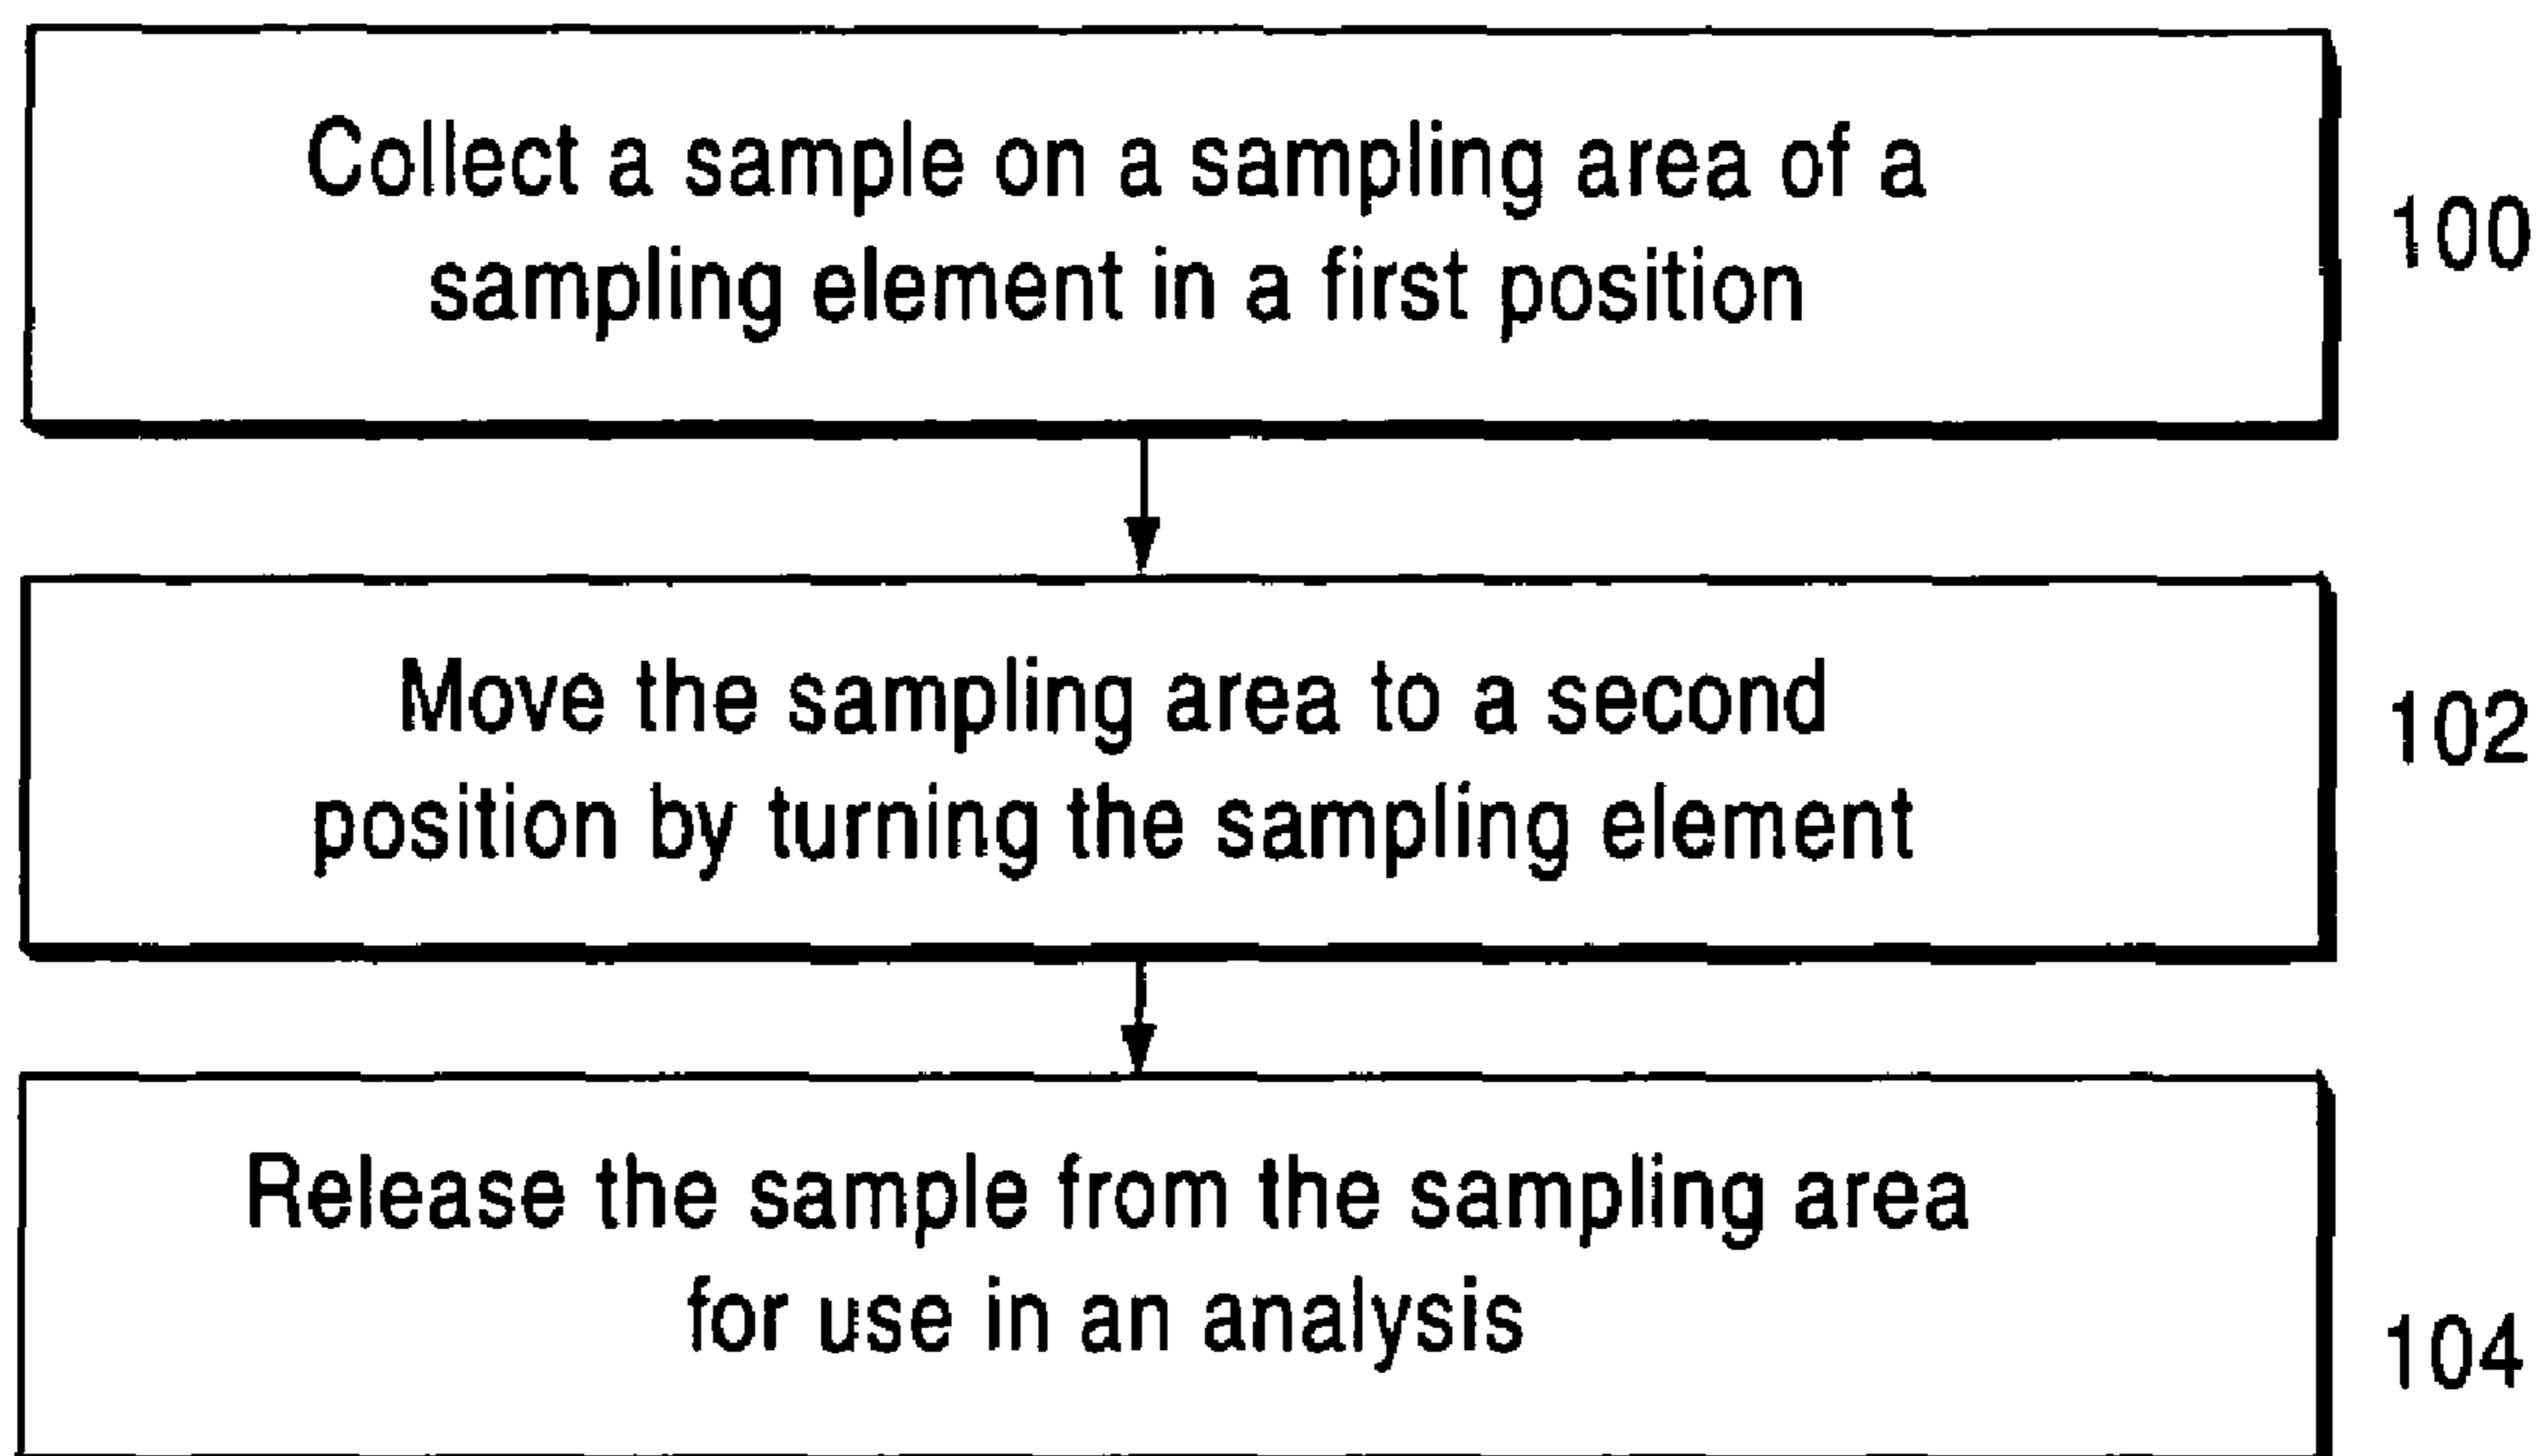 Collect a sample on a sampling area of a
sampling element in a first position
100
Move the sampling area to a second
position by turning the sampling element
102
Release the sample from the sampling area
for use in an analysis
104